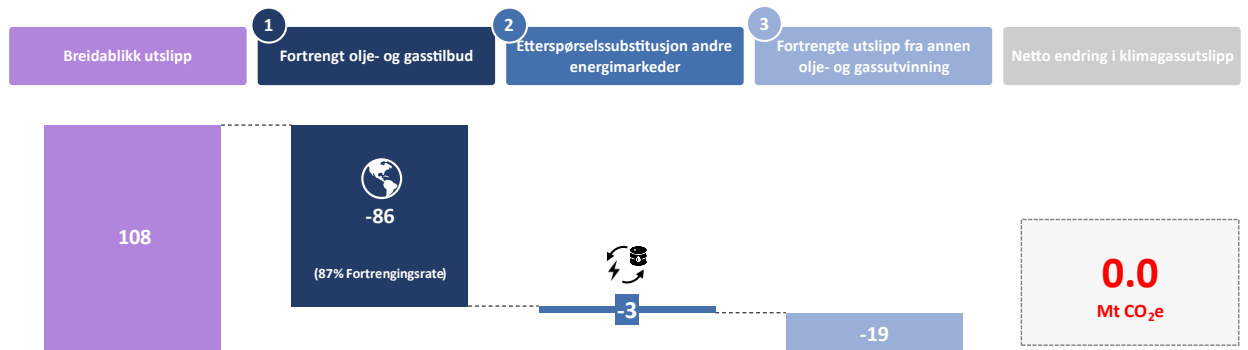 1
2
3
Breidablikk utslipp
Fortrengt olje- og gasstilbud
Etterspørselssubstitusjon andre
energimarkeder
Fortrengte utslipp fra annen
olje- og gassutvinning
Netto endring i klimagassutslipp
108
-86
(87% Fortrengingsrate)
-3
-19
0.0
Mt CO₂e